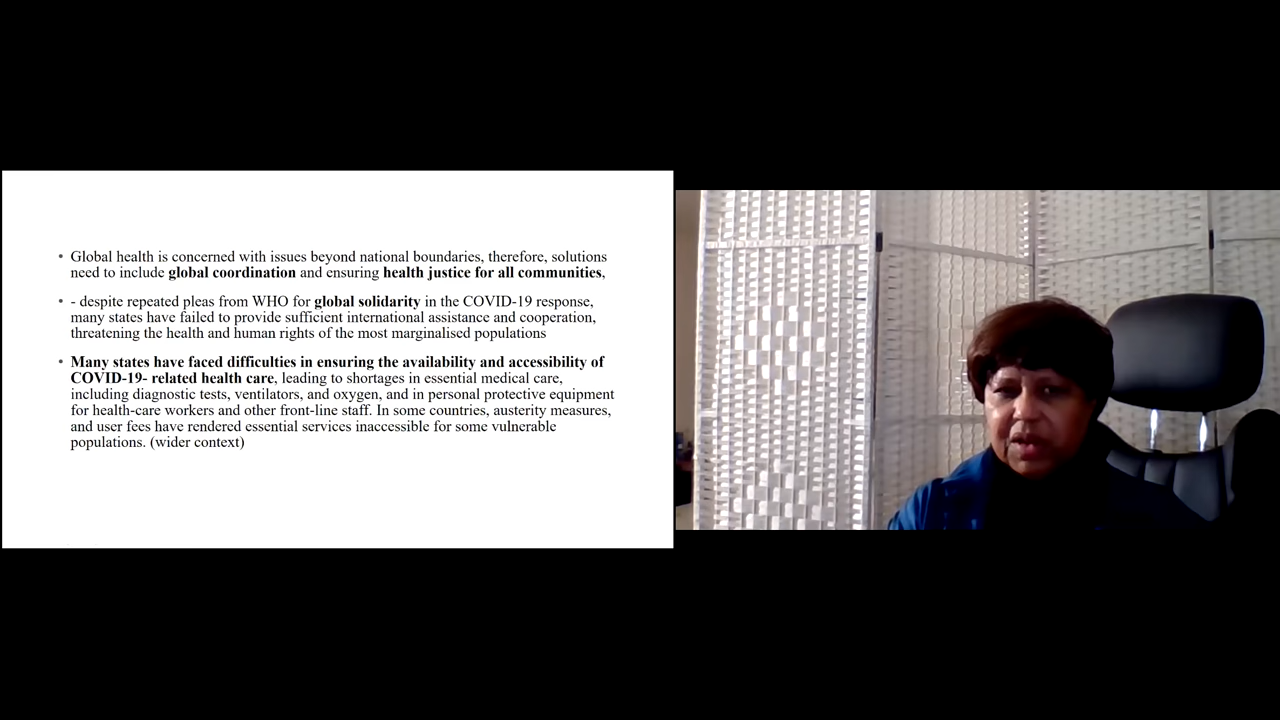 • Global health is concerned with issues beyond national boundaries, therefore, solutions
need to include global coordination and ensuring health justice for all communities,
• - despite repeated pleas from WHO for global solidarity in the COVID-19 response,
many states have failed to provide sufficient international assistance and cooperation,
threatening the health and human rights of the most marginalised populations
• Many states have faced difficulties in ensuring the availability and accessibility of
COVID-19- related health care, leading to shortages in essential medical care,
including diagnostic tests, ventilators, and oxygen, and in personal protective equipment
for health-care workers and other front-line staff. In some countries, austerity measures,
and user fees have rendered essential services inaccessible for some vulnerable
populations. (wider context)